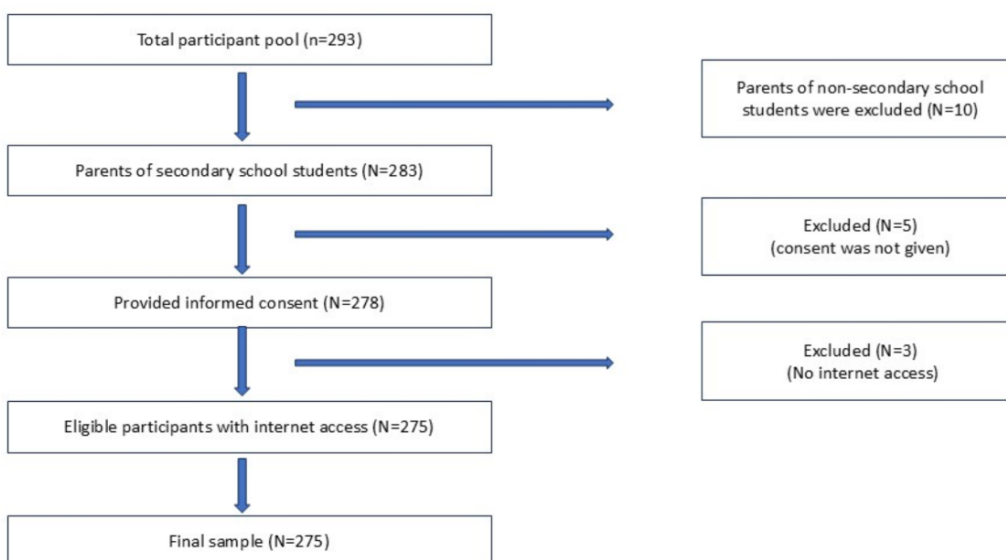 Total participant pool (n=293)
Parents of non-secondary school
students were excluded (N=10)
Parents of secondary school students (N=283)
Excluded (N=5)
(consent was not given)
Provided informed consent (N=278)
Excluded (N=3)
(No internet access)
Eligible participants with internet access (N=275)
Final sample (N=275)